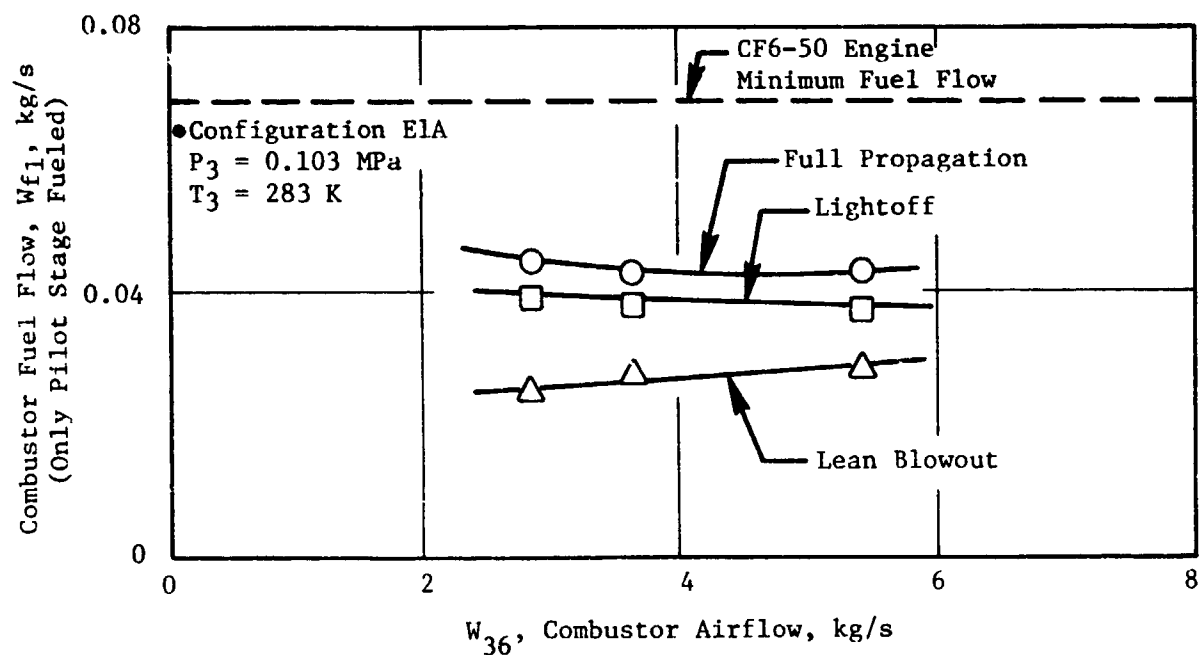 0.08
CF6-50 Engine
Minimum Fuel Flow
●Configuration E1A
P3 = 0.103 MPa
T3 = 283 K
Full Propagation
Lightoff
0.04
Lean Blowout
0
0 2 4 6 8
W36, Combustor Airflow, kg/s
Combustor Fuel Flow, Wf1, kg/s
(Only Pilot Stage Fueled)